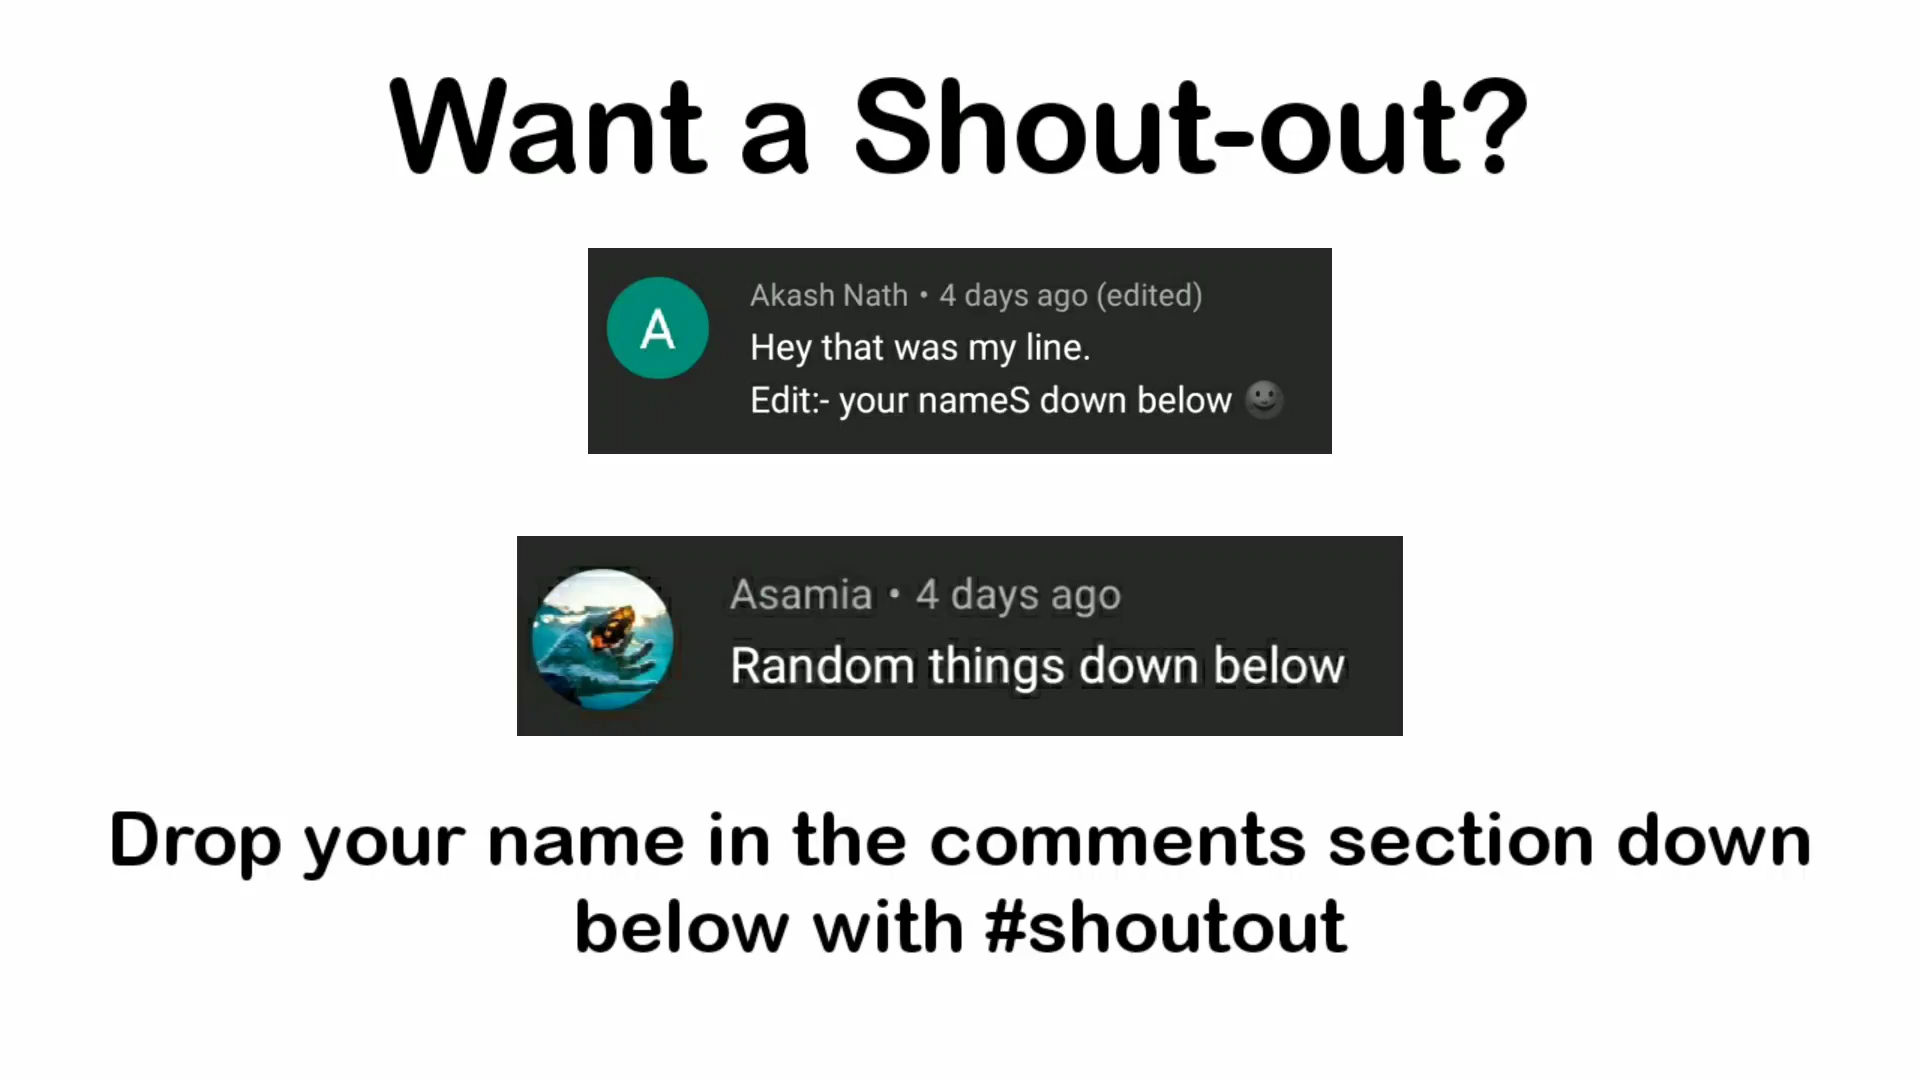 Want a Shout-out?
A
Akash Nath • 4 days ago (edited)
Hey that was my line.
Edit:- your nameS down below 🌚
Asamia • 4 days ago
Random things down below
Drop your name in the comments section down
below with #shoutout